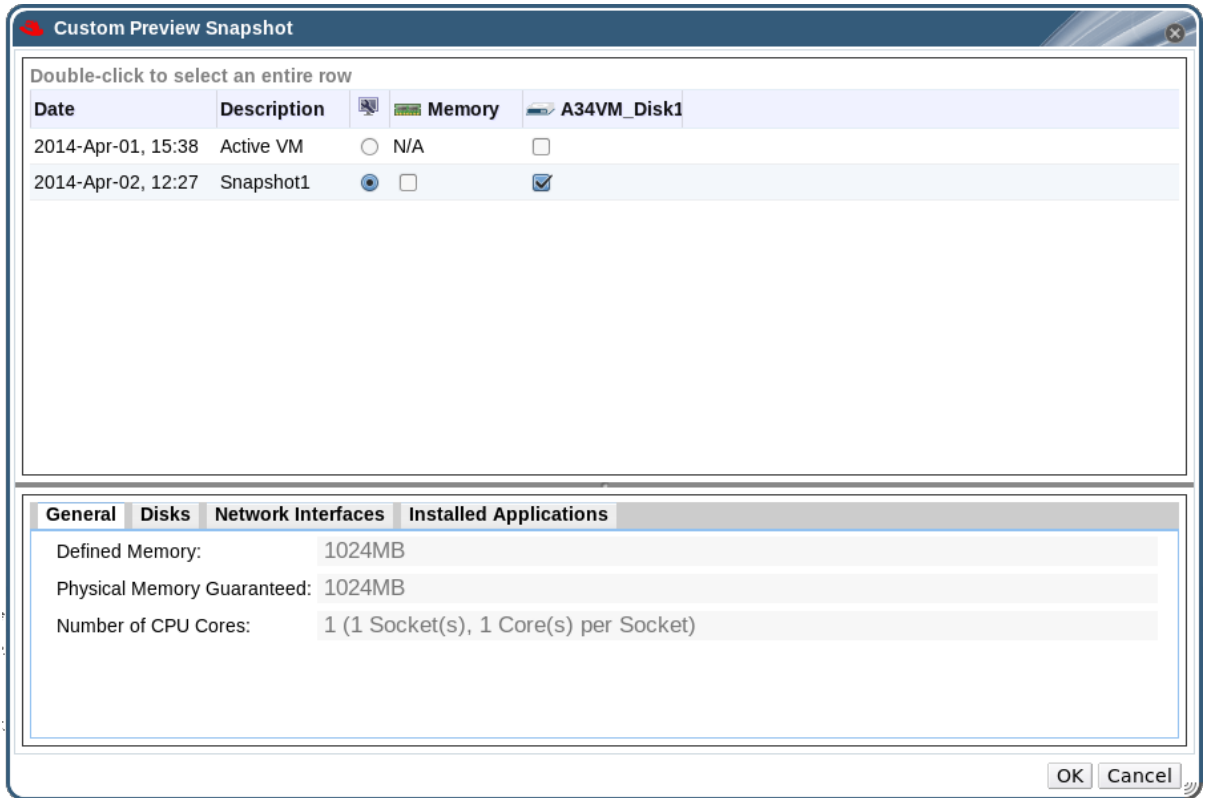 Custom Preview Snapshot
Double-click to select an entire row
Date Description Memory A34VM_Disk1
2014-Apr-01, 15:38 Active VM N/A
2014-Apr-02, 12:27 Snapshot1
General Disks Network Interfaces Installed Applications
Defined Memory: 1024MB
Physical Memory Guaranteed: 1024MB
Number of CPU Cores: 1 (1 Socket(s), 1 Core(s) per Socket)
OK Cancel